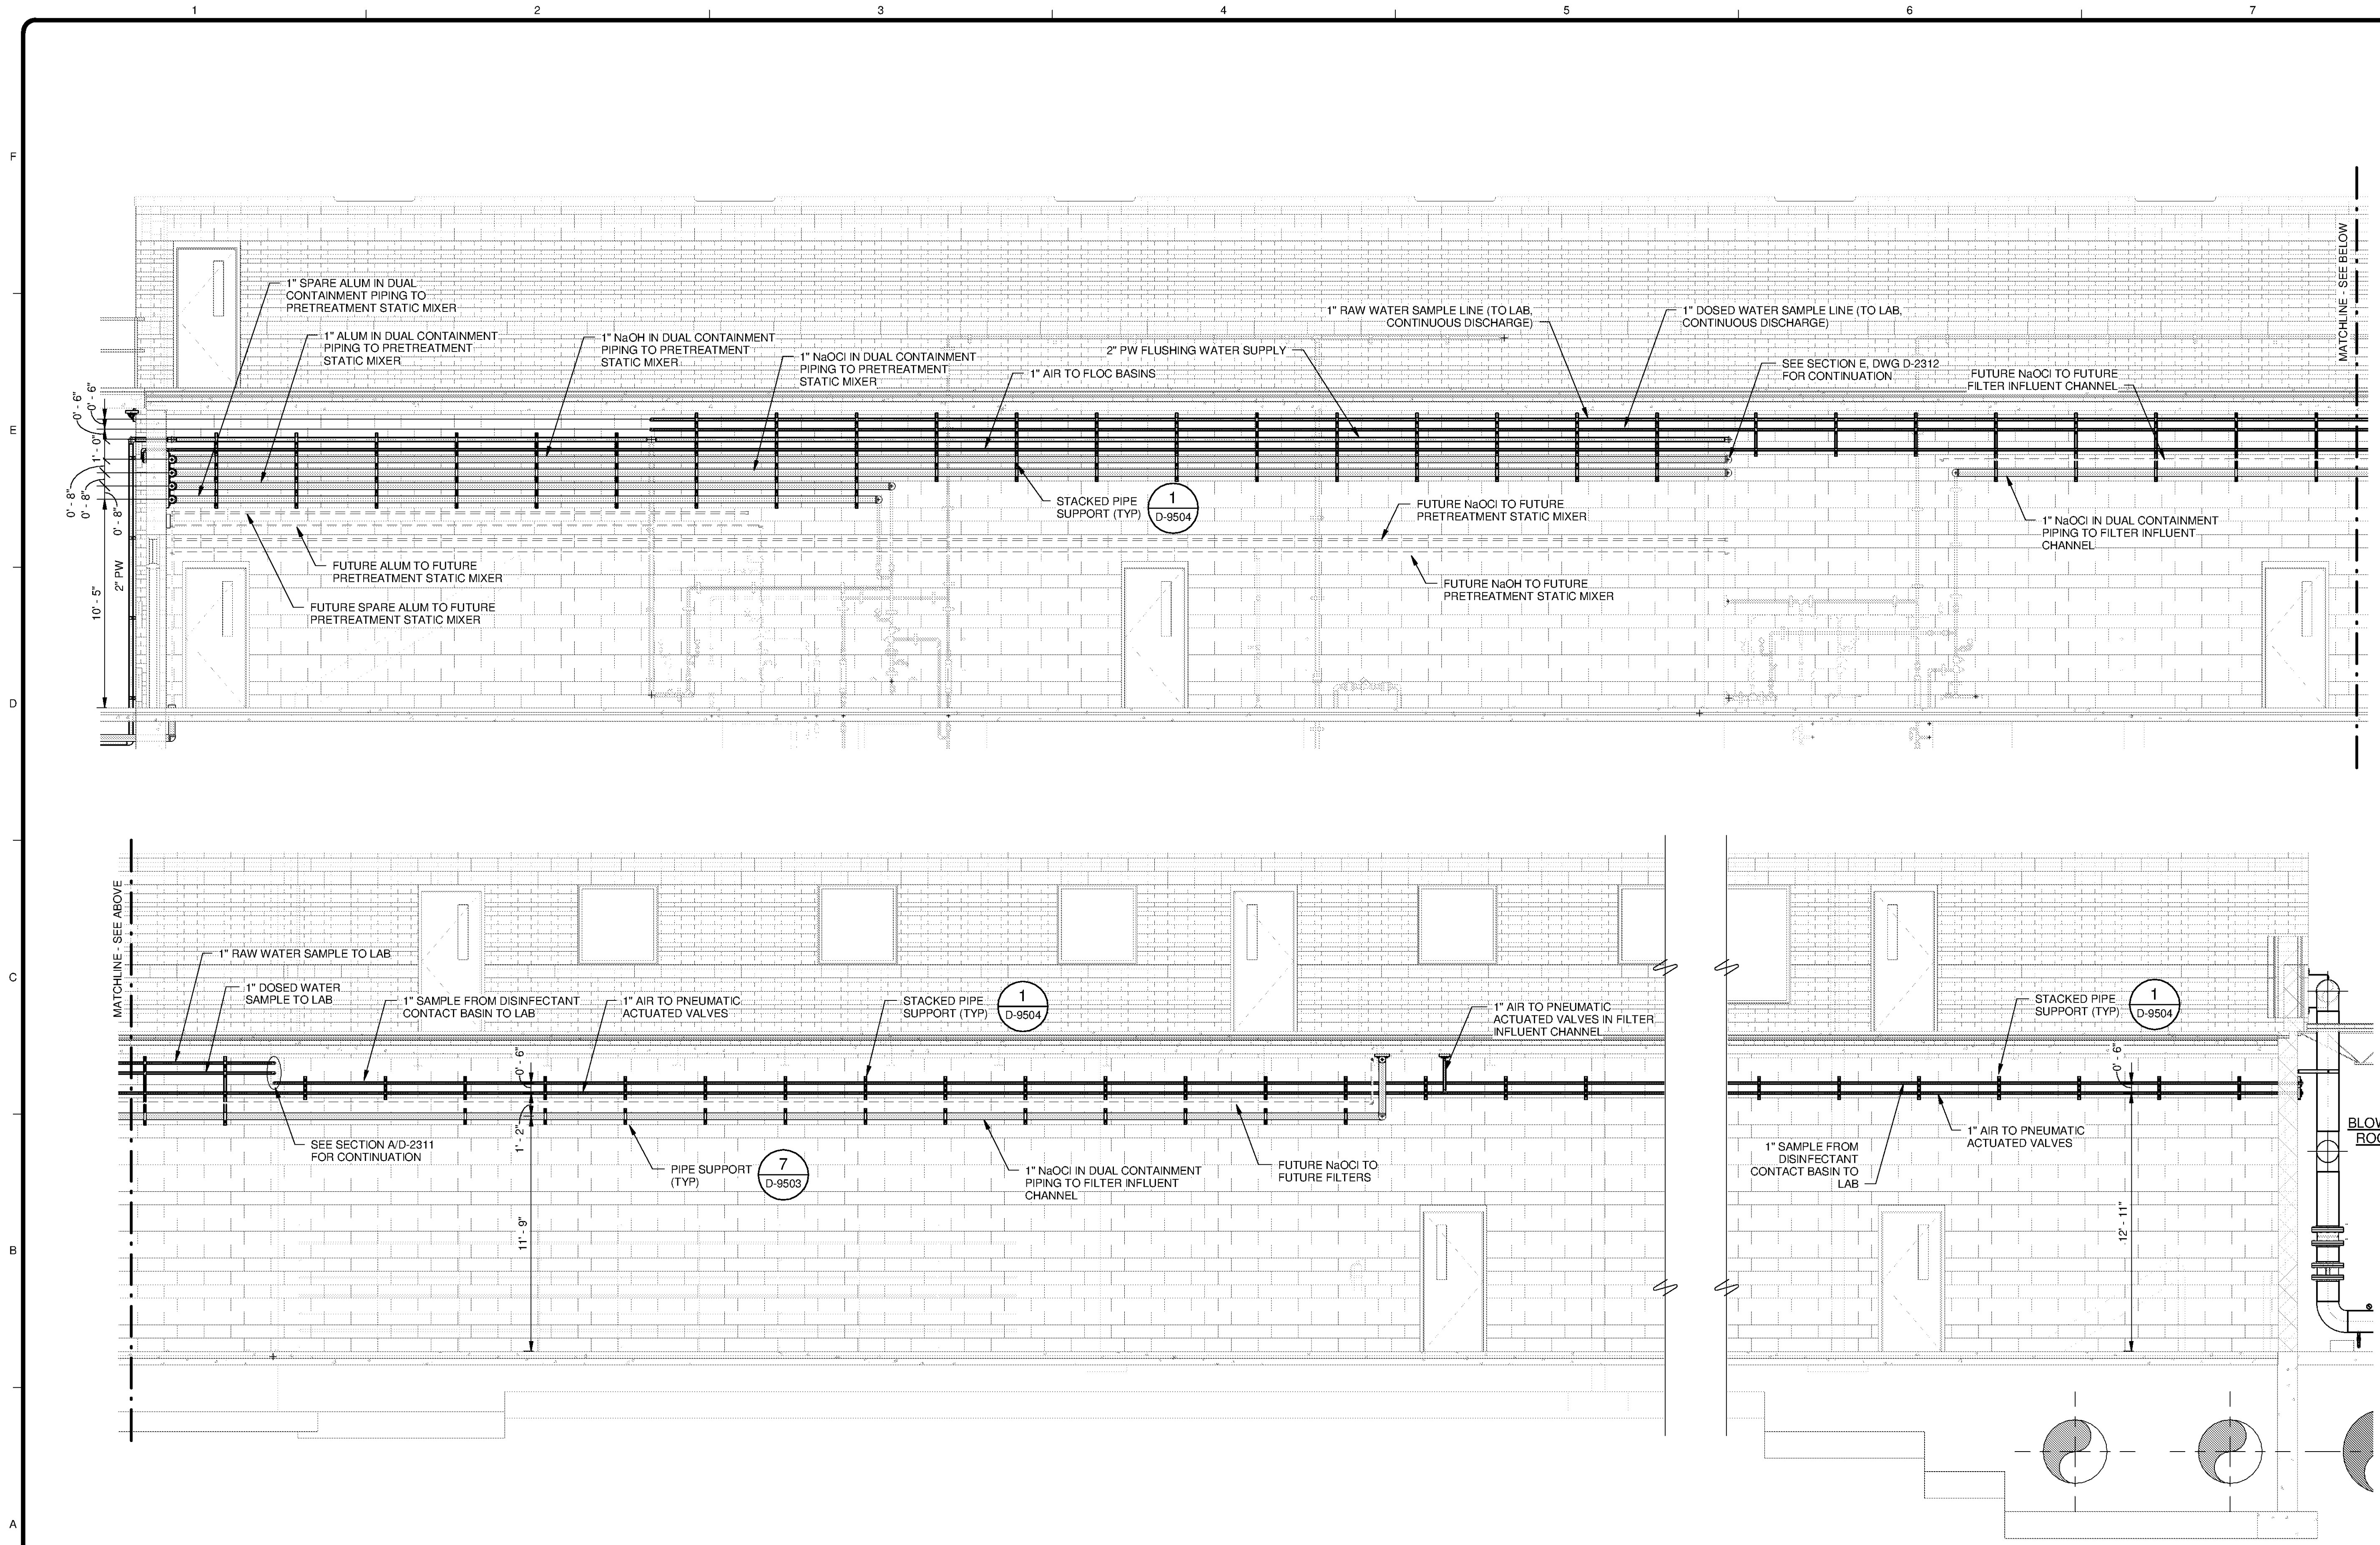 1 2 3 4 5 6 7
F
E
D
C
B
A
MATCHLINE - SEE BELOW
1" SPARE ALUM IN DUAL
CONTAINMENT PIPING TO
PRETREATMENT STATIC MIXER
1" ALUM IN DUAL CONTAINMENT
PIPING TO PRETREATMENT
STATIC MIXER
1" NaOH IN DUAL CONTAINMENT
PIPING TO PRETREATMENT
STATIC MIXER
1" NaOCl IN DUAL CONTAINMENT
PIPING TO PRETREATMENT
STATIC MIXER
2" PW FLUSHING WATER SUPPLY
1" AIR TO FLOC BASINS
1" RAW WATER SAMPLE LINE (TO LAB,
CONTINUOUS DISCHARGE)
1" DOSED WATER SAMPLE LINE (TO LAB,
CONTINUOUS DISCHARGE)
SEE SECTION E, DWG D-2312
FOR CONTINUATION
FUTURE NaOCl TO FUTURE
FILTER INFLUENT CHANNEL
0' - 6"
0' - 6"
1' - 0"
0' - 8"
0' - 8"
0' - 8"
10' - 5"
2" PW
STACKED PIPE
SUPPORT (TYP)
1
D-9504
FUTURE NaOCl TO FUTURE
PRETREATMENT STATIC MIXER
1" NaOCl IN DUAL CONTAINMENT
PIPING TO FILTER INFLUENT
CHANNEL
FUTURE ALUM TO FUTURE
PRETREATMENT STATIC MIXER
FUTURE NaOH TO FUTURE
PRETREATMENT STATIC MIXER
FUTURE SPARE ALUM TO FUTURE
PRETREATMENT STATIC MIXER
MATCHLINE - SEE ABOVE
1" RAW WATER SAMPLE TO LAB
1" DOSED WATER
SAMPLE TO LAB
1" SAMPLE FROM DISINFECTANT
CONTACT BASIN TO LAB
1" AIR TO PNEUMATIC
ACTUATED VALVES
STACKED PIPE
SUPPORT (TYP)
1
D-9504
1" AIR TO PNEUMATIC
ACTUATED VALVES IN FILTER
INFLUENT CHANNEL
STACKED PIPE
SUPPORT (TYP)
1
D-9504
0' - 6"
1' - 2"
11' - 9"
0' - 6"
12' - 11"
SEE SECTION A/D-2311
FOR CONTINUATION
PIPE SUPPORT
(TYP)
7
D-9503
1" NaOCl IN DUAL CONTAINMENT
PIPING TO FILTER INFLUENT
CHANNEL
FUTURE NaOCl TO
FUTURE FILTERS
1" SAMPLE FROM
DISINFECTANT
CONTACT BASIN TO
LAB
1" AIR TO PNEUMATIC
ACTUATED VALVES